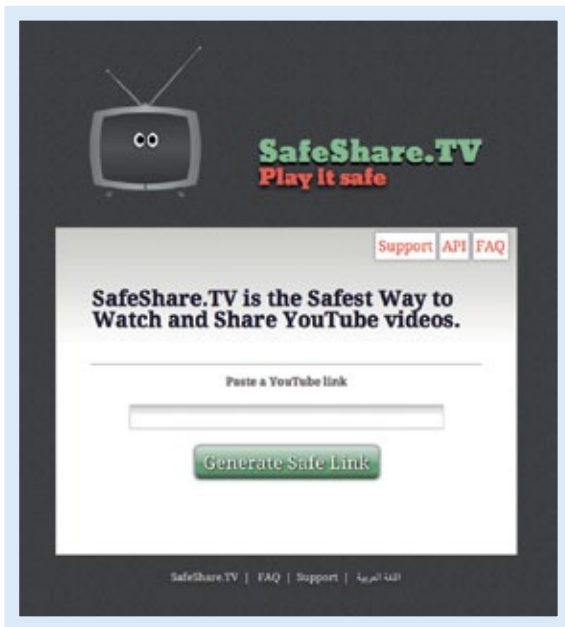 SafeShare.TV
Play it safe
Support API FAQ
SafeShare.TV is the Safest Way to
Watch and Share YouTube videos.
Paste a YouTube link
Generate Safe Link
SafeShare.TV | FAQ | Support | اللغة العربية